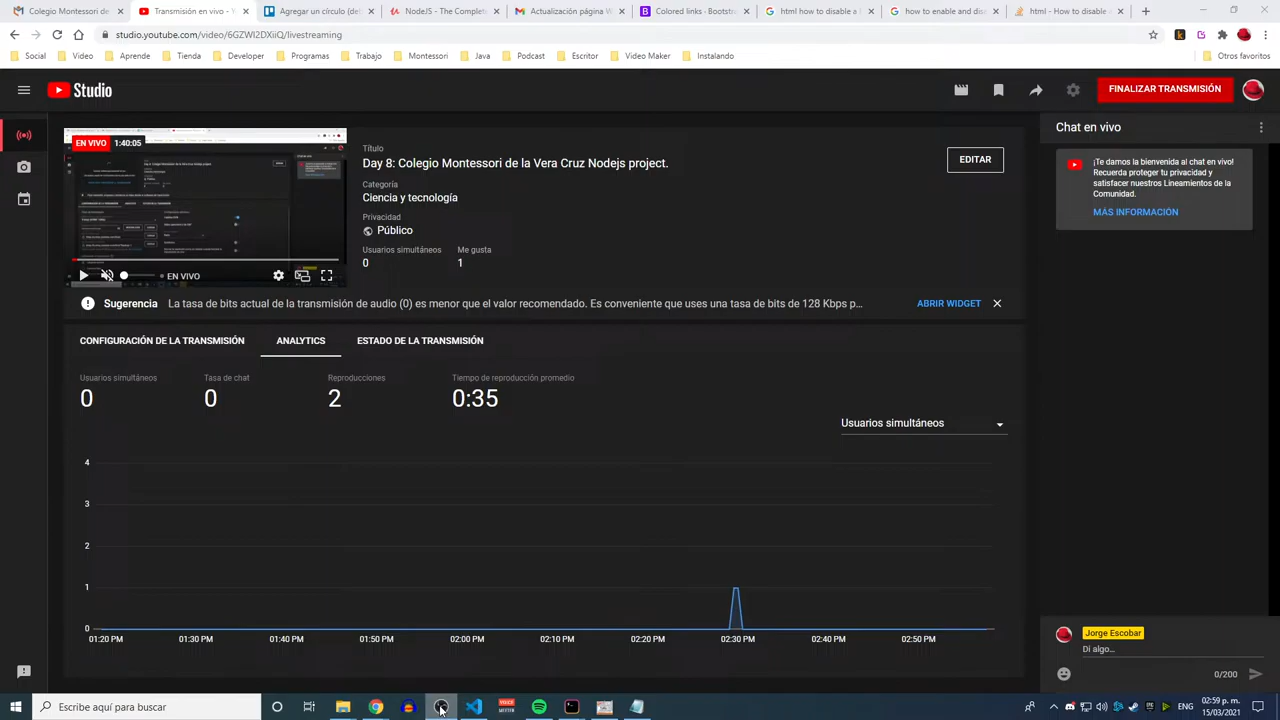 Colegio Montessori de
Transmisión en vivo - Y
Agregar un círculo (deb
NodeJS - The Complete
Actualización página W
Colored links · Bootstra
html how to disable a l
how to enable and dis
html - How to disable
studio.youtube.com/video/6GZWI2DXiiQ/livestreaming
Social
Video
Aprende
Tienda
Developer
Programas
Trabajo
Montessori
Java
Podcast
Escritor
Video Maker
Instalando
Otros favoritos
Studio
FINALIZAR TRANSMISIÓN
EN VIVO 1:40:05
EN VIVO
Título
Day 8: Colegio Montessori de la Vera Cruz Nodejs project.
EDITAR
Categoría
Ciencia y tecnología
Privacidad
Público
Usuarios simultáneos Me gusta
0 1
Sugerencia La tasa de bits actual de la transmisión de audio (0) es menor que el valor recomendado. Es conveniente que uses una tasa de bits de 128 Kbps p...
ABRIR WIDGET
CONFIGURACIÓN DE LA TRANSMISIÓN
ANALYTICS
ESTADO DE LA TRANSMISIÓN
Usuarios simultáneos Tasa de chat Reproducciones Tiempo de reproducción promedio
0 0 2 0:35
Usuarios simultáneos
4
3
2
1
0
01:20 PM 01:30 PM 01:40 PM 01:50 PM 02:00 PM 02:10 PM 02:20 PM 02:30 PM 02:40 PM 02:50 PM
Chat en vivo
¡Te damos la bienvenida al chat en vivo!
Recuerda proteger tu privacidad y
satisfacer nuestros Lineamientos de la
Comunidad.
MÁS INFORMACIÓN
Jorge Escobar
Di algo...
0/200
Escribe aquí para buscar
ENG
02:59 p. m.
15/03/2021